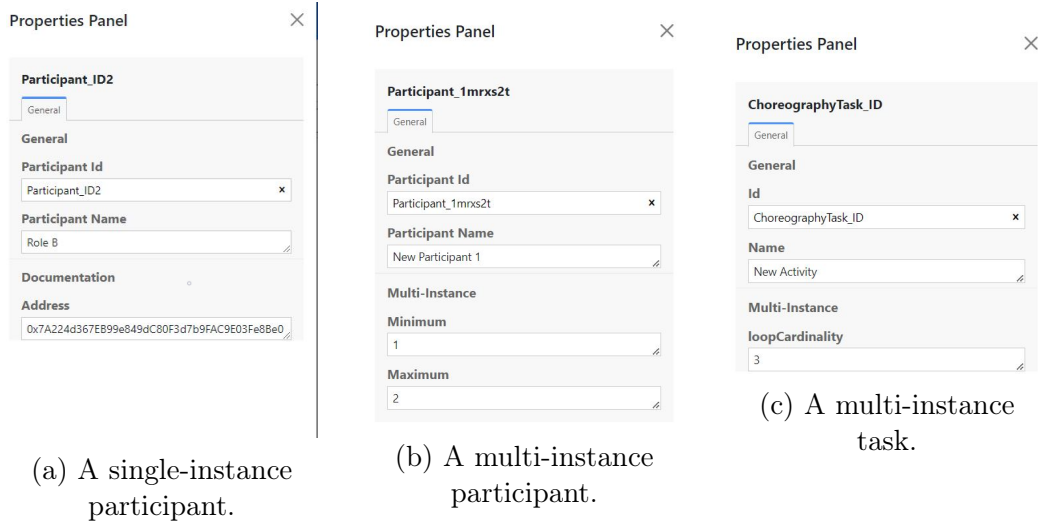 Properties Panel
Participant_ID2
General
General
Participant Id
Participant_ID2
Participant Name
Role B
Documentation
Address
0x7A224d367EB99e849dC80F3d7b9FAC9E03Fe8Be0
(a) A single-instance
participant.
Properties Panel
Participant_1mrxs2t
General
General
Participant Id
Participant_1mrxs2t
Participant Name
New Participant 1
Multi-Instance
Minimum
1
Maximum
2
(b) A multi-instance
participant.
Properties Panel
ChoreographyTask_ID
General
General
Id
ChoreographyTask_ID
Name
New Activity
Multi-Instance
loopCardinality
3
(c) A multi-instance
task.